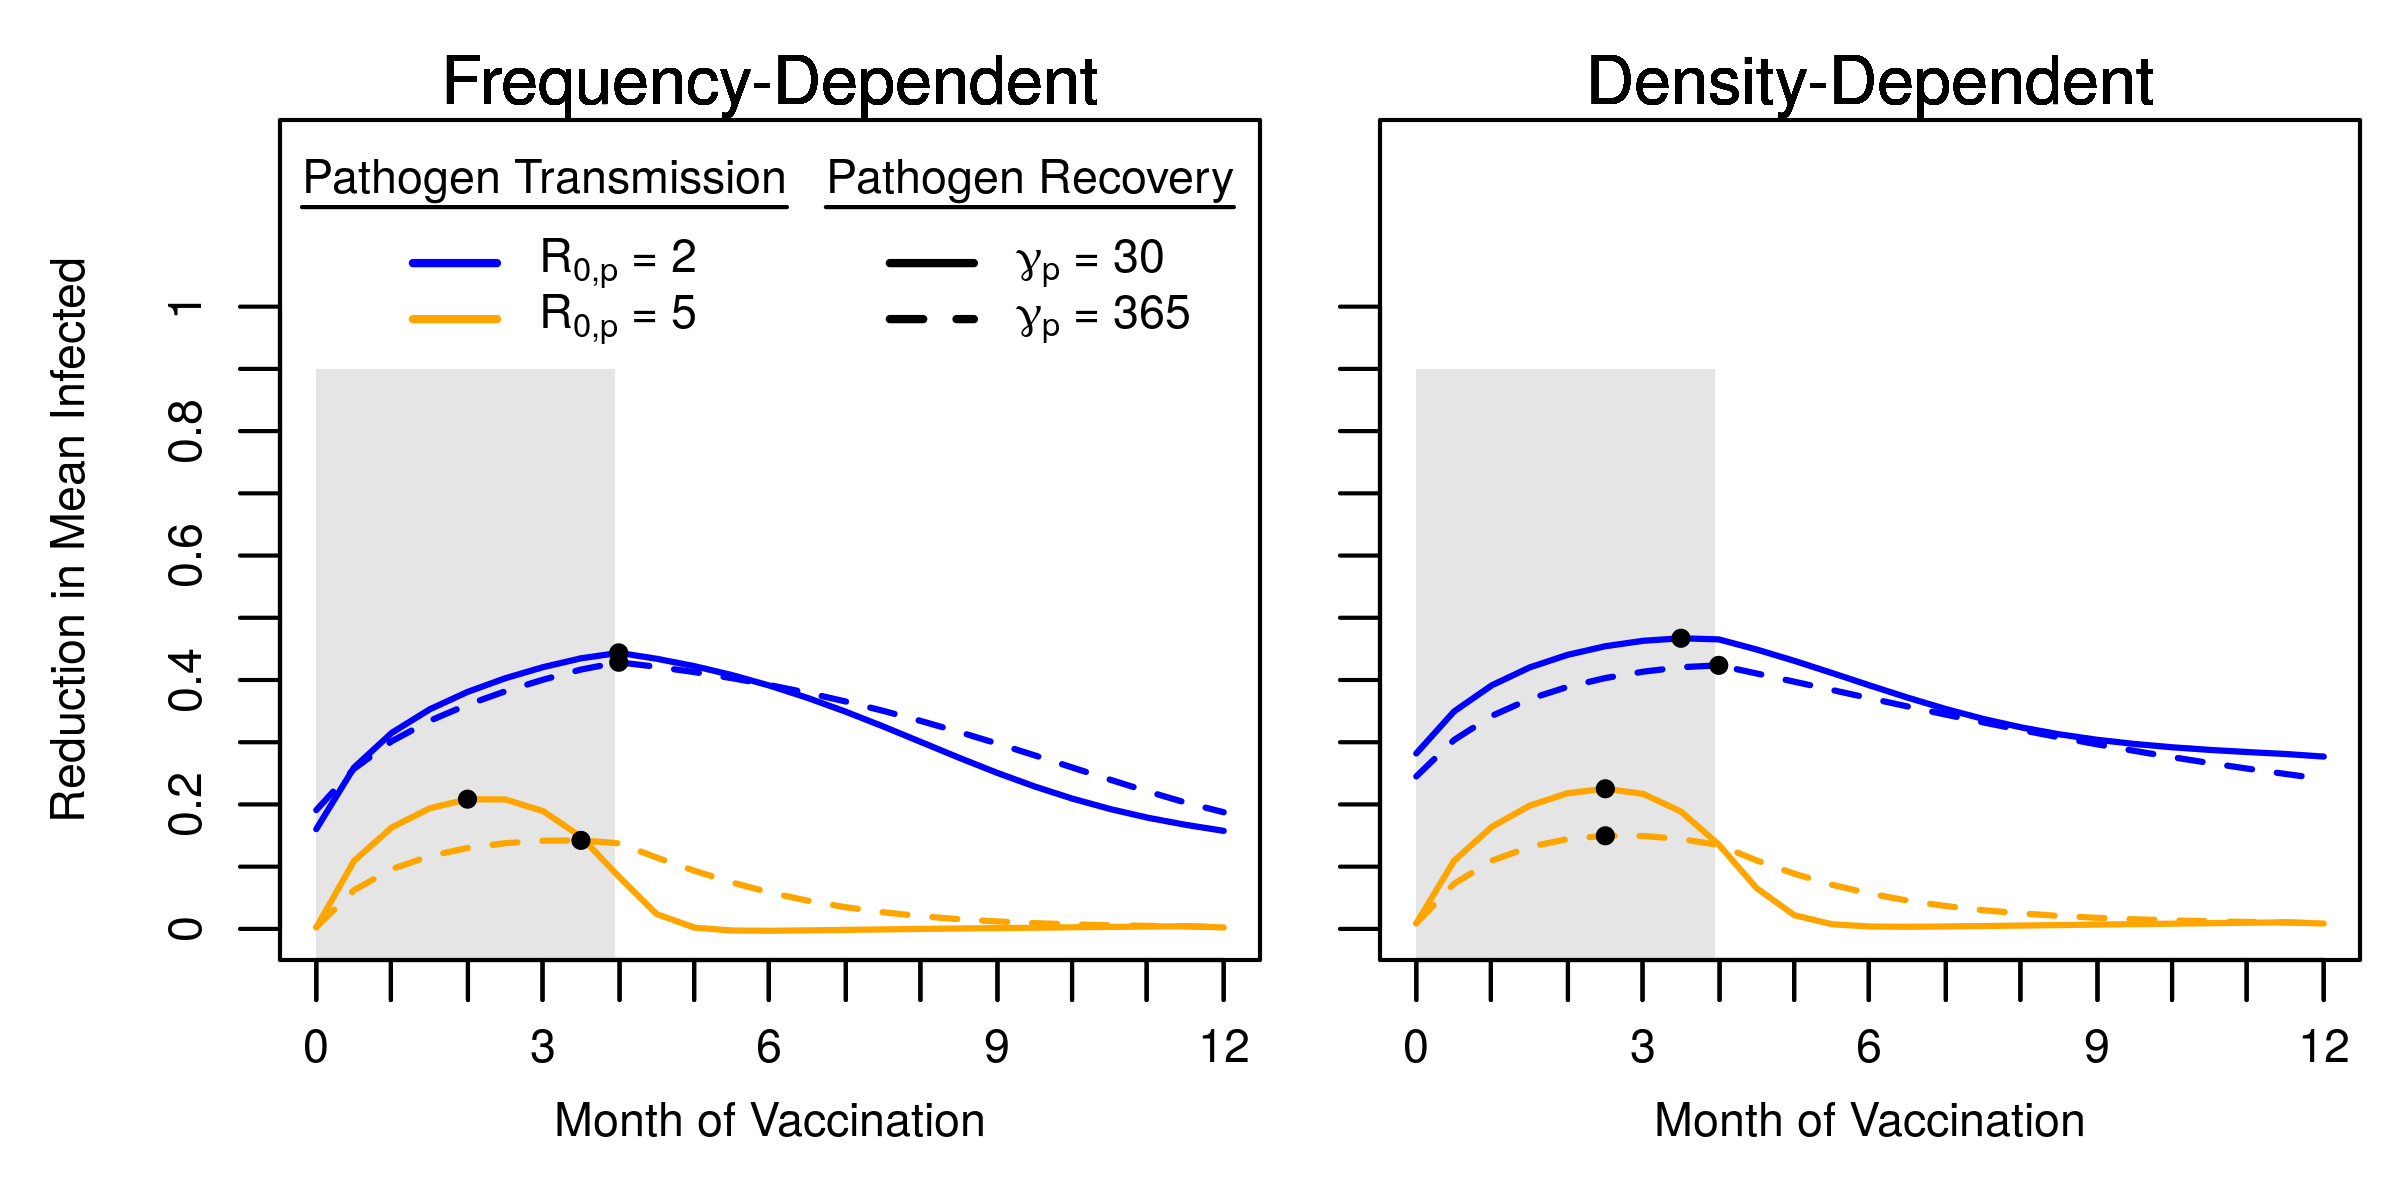 Frequency-Dependent
Density-Dependent
Pathogen Transmission
Pathogen Recovery
R0,p = 2
γp = 30
R0,p = 5
γp = 365
Reduction in Mean Infected
1
0.8
0.6
0.4
0.2
0
0 3 6 9 12
0 3 6 9 12
Month of Vaccination
Month of Vaccination